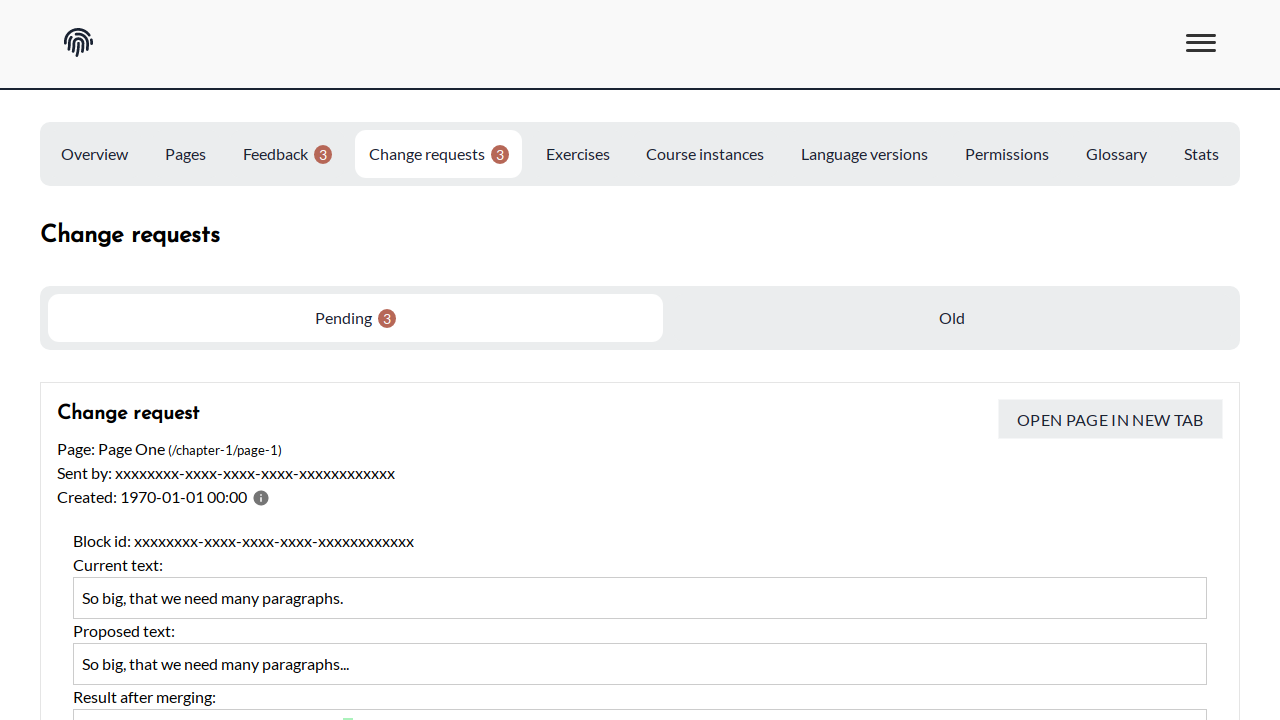 Overview Pages Feedback 3 Change requests 3 Exercises Course instances Language versions Permissions Glossary Stats
Change requests
Pending 3 Old
Change request
OPEN PAGE IN NEW TAB
Page: Page One (/chapter-1/page-1)
Sent by: xxxxxxxx-xxxx-xxxx-xxxx-xxxxxxxxxxxx
Created: 1970-01-01 00:00
Block id: xxxxxxxx-xxxx-xxxx-xxxx-xxxxxxxxxxxx
Current text:
So big, that we need many paragraphs.
Proposed text:
So big, that we need many paragraphs...
Result after merging: